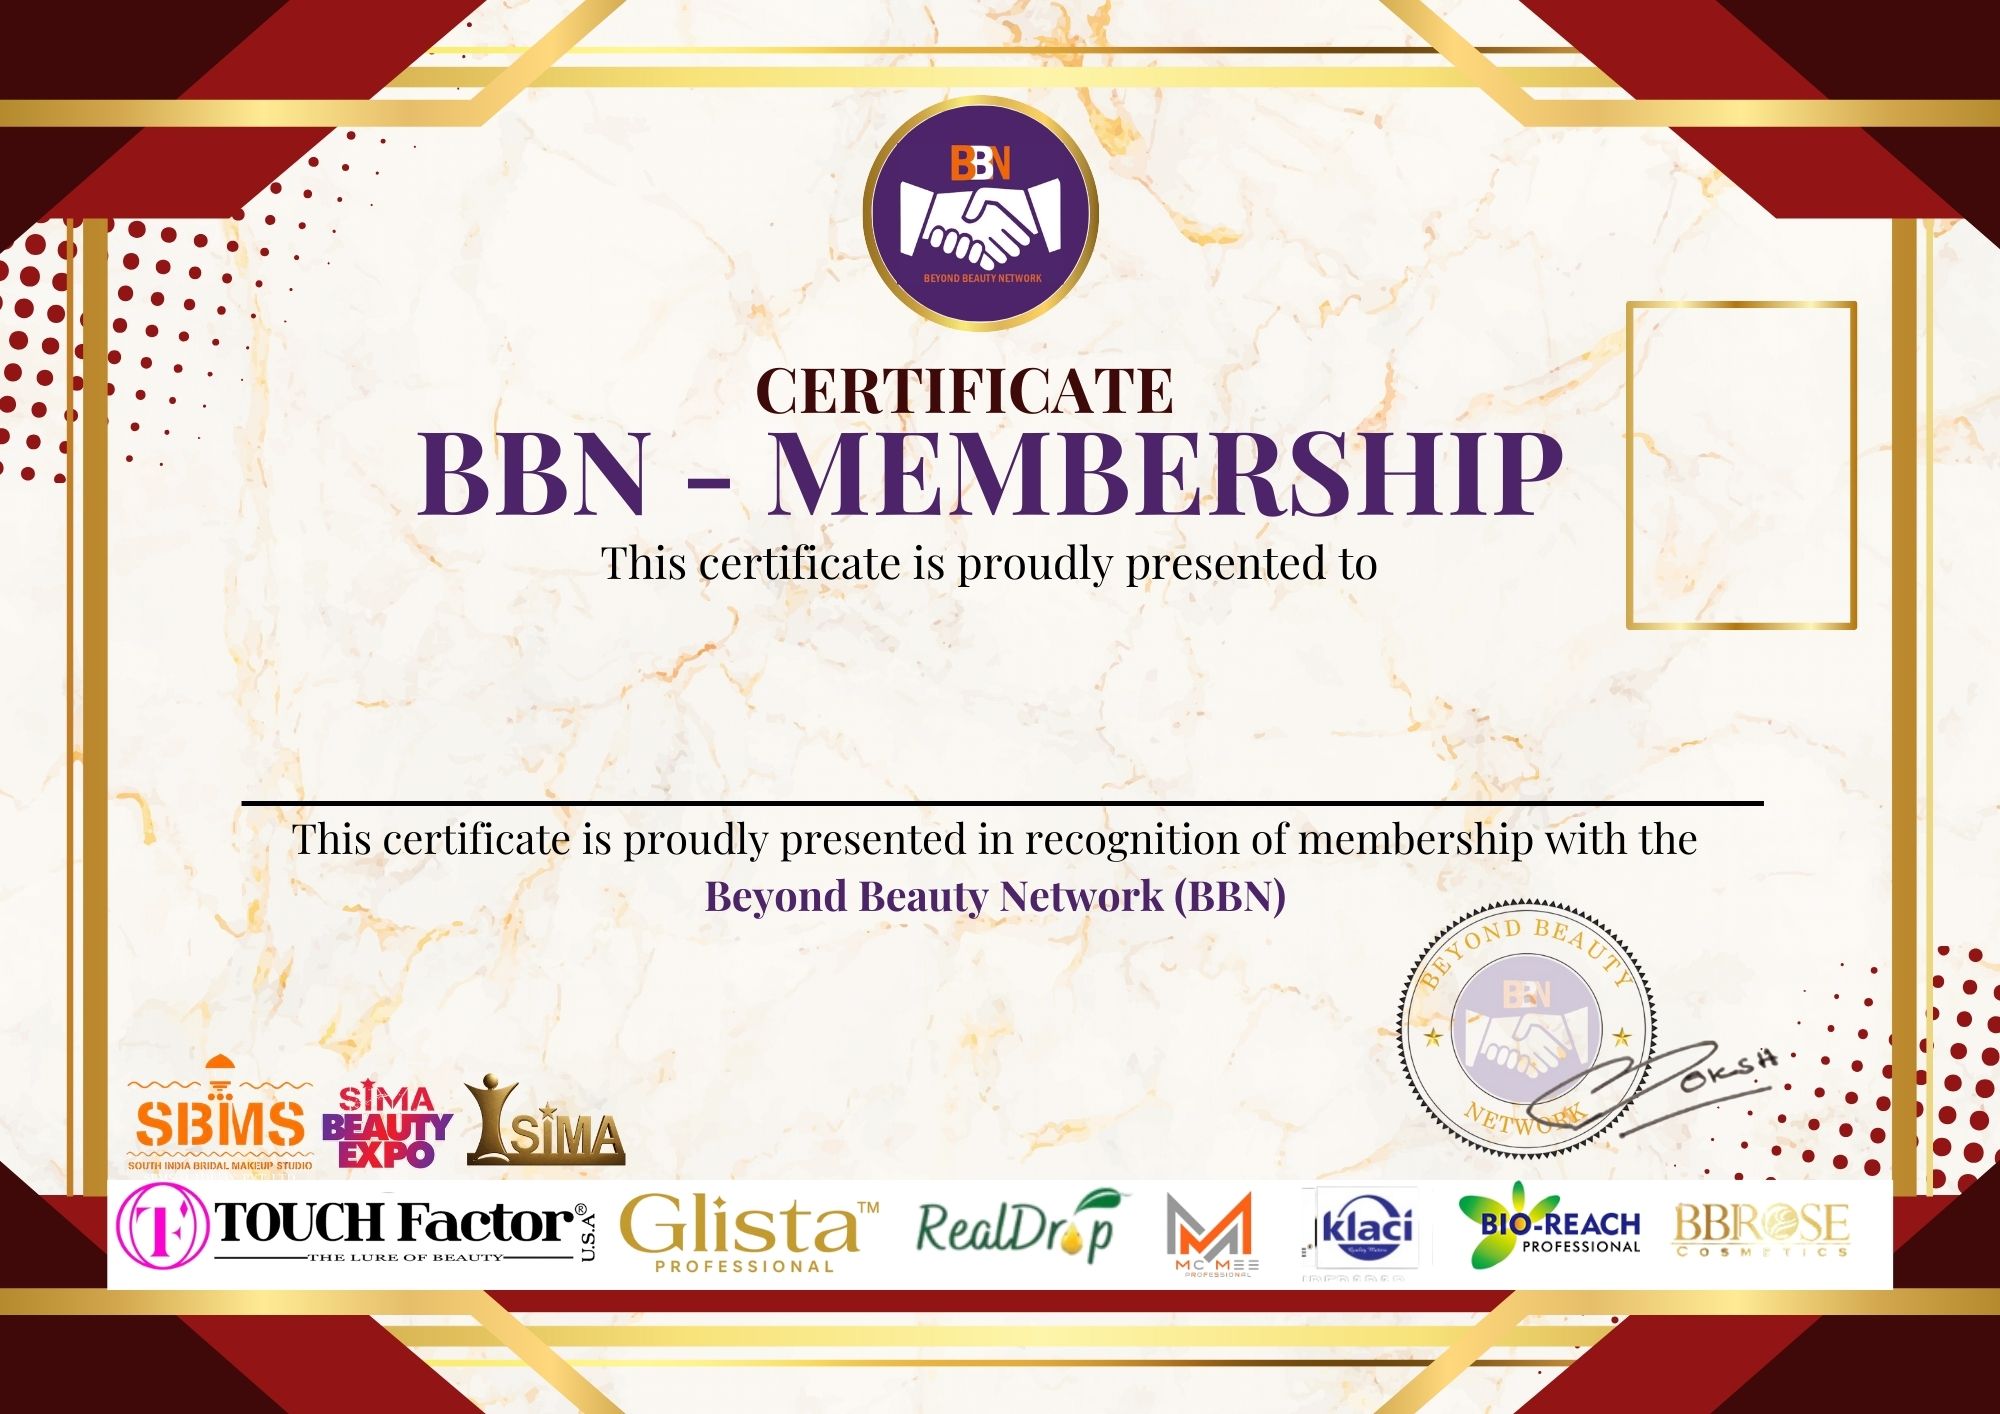 BBN
BEYOND BEAUTY NETWORK
CERTIFICATE
BBN - MEMBERSHIP
This certificate is proudly presented to
This certificate is proudly presented in recognition of membership with the
Beyond Beauty Network (BBN)
BEYOND BEAUTY
BBN
NETWORK
OKSH
SBMS
SOUTH INDIA BRIDAL MAKEUP STUDIO
SIMA
BEAUTY
EXPO
SIMA
TF
TOUCH Factor®
U.S.A
THE LURE OF BEAUTY
Glista™
PROFESSIONAL
RealDrop
M
MC MEE
PROFESSIONAL
klaci
BIO-REACH
PROFESSIONAL
BBROSE
COSMETICS